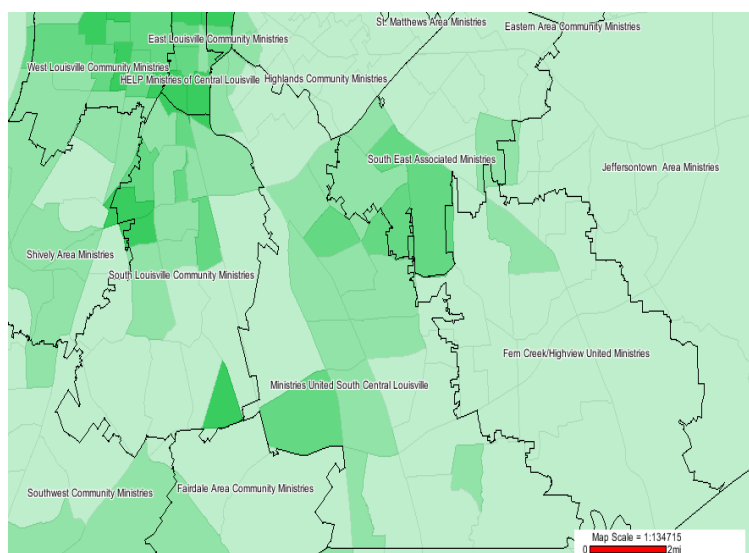 St. Matthews Area Ministries
Eastern Area Community Ministries
East Louisville Community Ministries
West Louisville Community Ministries
HELP Ministries of Central Louisville
Highlands Community Ministries
South East Associated Ministries
Jeffersontown Area Ministries
Shively Area Ministries
South Louisville Community Ministries
Fern Creek/Highview United Ministries
Ministries United South Central Louisville
Southwest Community Ministries
Fairdale Area Community Ministries
Map Scale = 1:134715
0 2mi